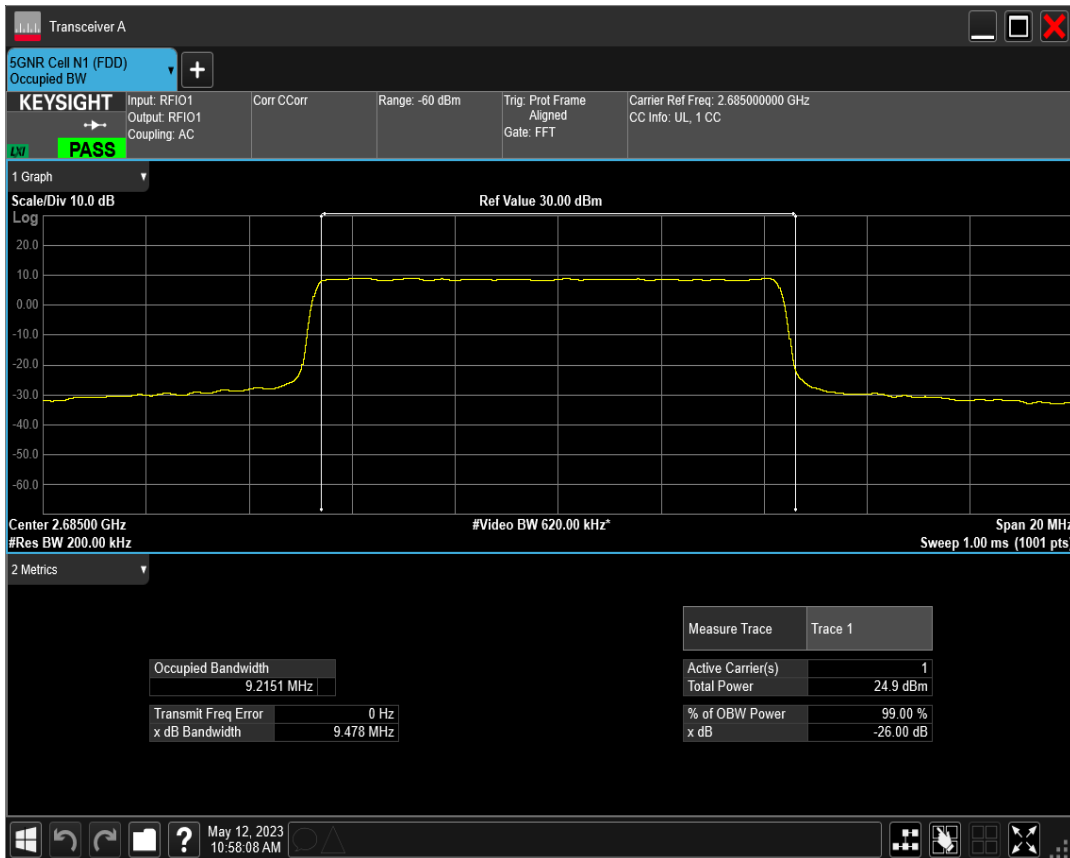 Transceiver A
5GNR Cell N1 (FDD)
Occupied BW
+
KEYSIGHT
LXI
PASS
Input: RFIO1
Output: RFIO1
Coupling: AC
Corr CCorr
Range: -60 dBm
Trig: Prot Frame
Aligned
Gate: FFT
Carrier Ref Freq: 2.685000000 GHz
CC Info: UL, 1 CC
1 Graph
Scale/Div 10.0 dB
Ref Value 30.00 dBm
Log
20.0
10.0
0.00
-10.0
-20.0
-30.0
-40.0
-50.0
-60.0
Center 2.68500 GHz
#Video BW 620.00 kHz*
Span 20 MHz
#Res BW 200.00 kHz
Sweep 1.00 ms (1001 pts)
2 Metrics
Measure Trace Trace 1
Occupied Bandwidth
9.2151 MHz
Active Carrier(s) 1
Total Power 24.9 dBm
Transmit Freq Error 0 Hz
x dB Bandwidth 9.478 MHz
% of OBW Power 99.00 %
x dB -26.00 dB
?
May 12, 2023
10:58:08 AM